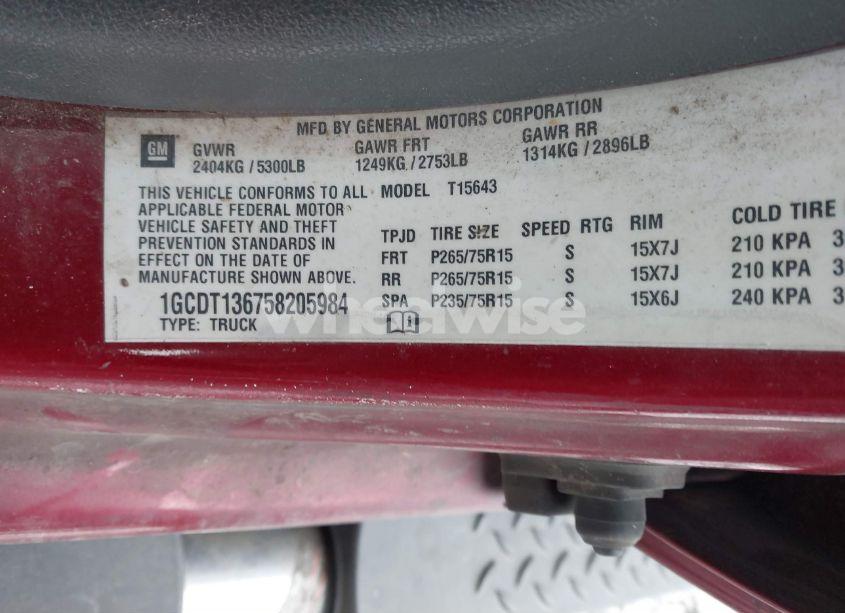 MFD BY GENERAL MOTORS CORPORATION
GM
GVWR GAWR FRT GAWR RR
2404KG / 5300LB 1249KG / 2753LB 1314KG / 2896LB
THIS VEHICLE CONFORMS TO ALL MODEL T15643
APPLICABLE FEDERAL MOTOR
VEHICLE SAFETY AND THEFT
PREVENTION STANDARDS IN
EFFECT ON THE DATE OF
MANUFACTURE SHOWN ABOVE.
1GCDT136758205984
TYPE: TRUCK
TPJD TIRE SIZE SPEED RTG RIM COLD TIRE
FRT P265/75R15 S 15X7J 210 KPA 3
RR P265/75R15 S 15X7J 210 KPA 3
SPA P235/75R15 S 15X6J 240 KPA 3
wheelwise